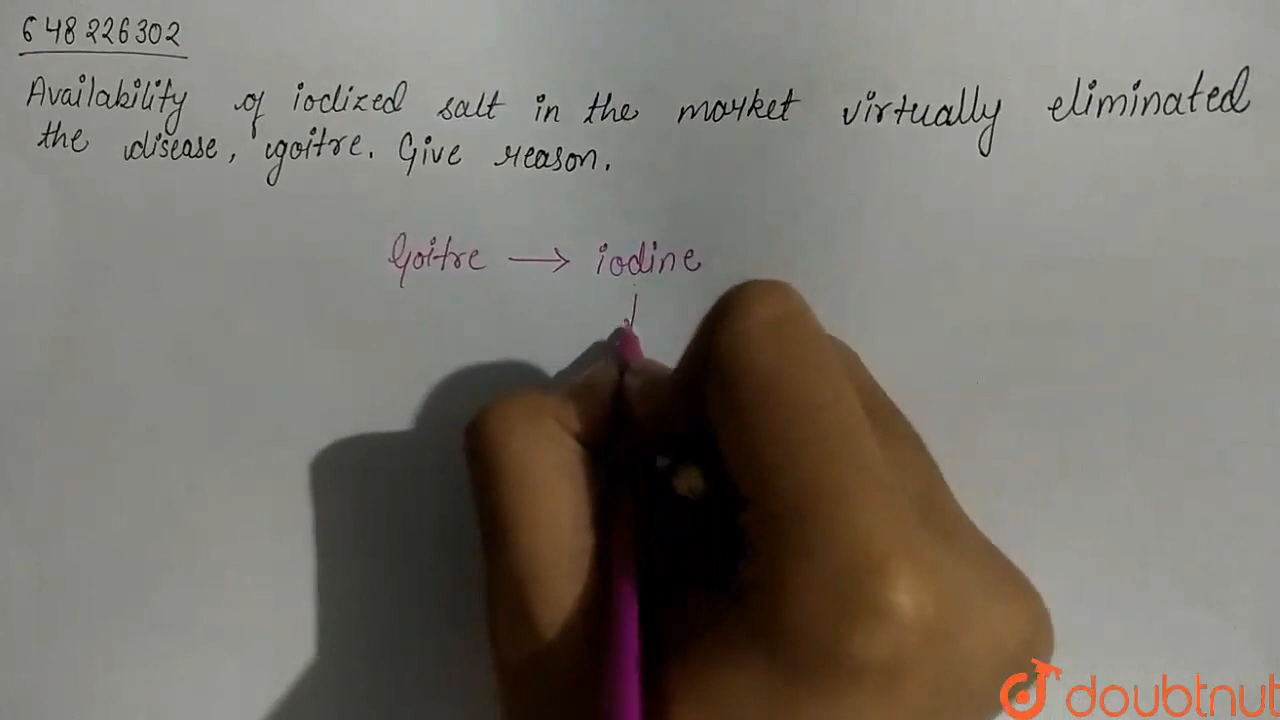 648226302
Availability of iodized salt in the market virtually eliminated
the disease, goitre. Give reason.
Goitre → iodine
doubtnut